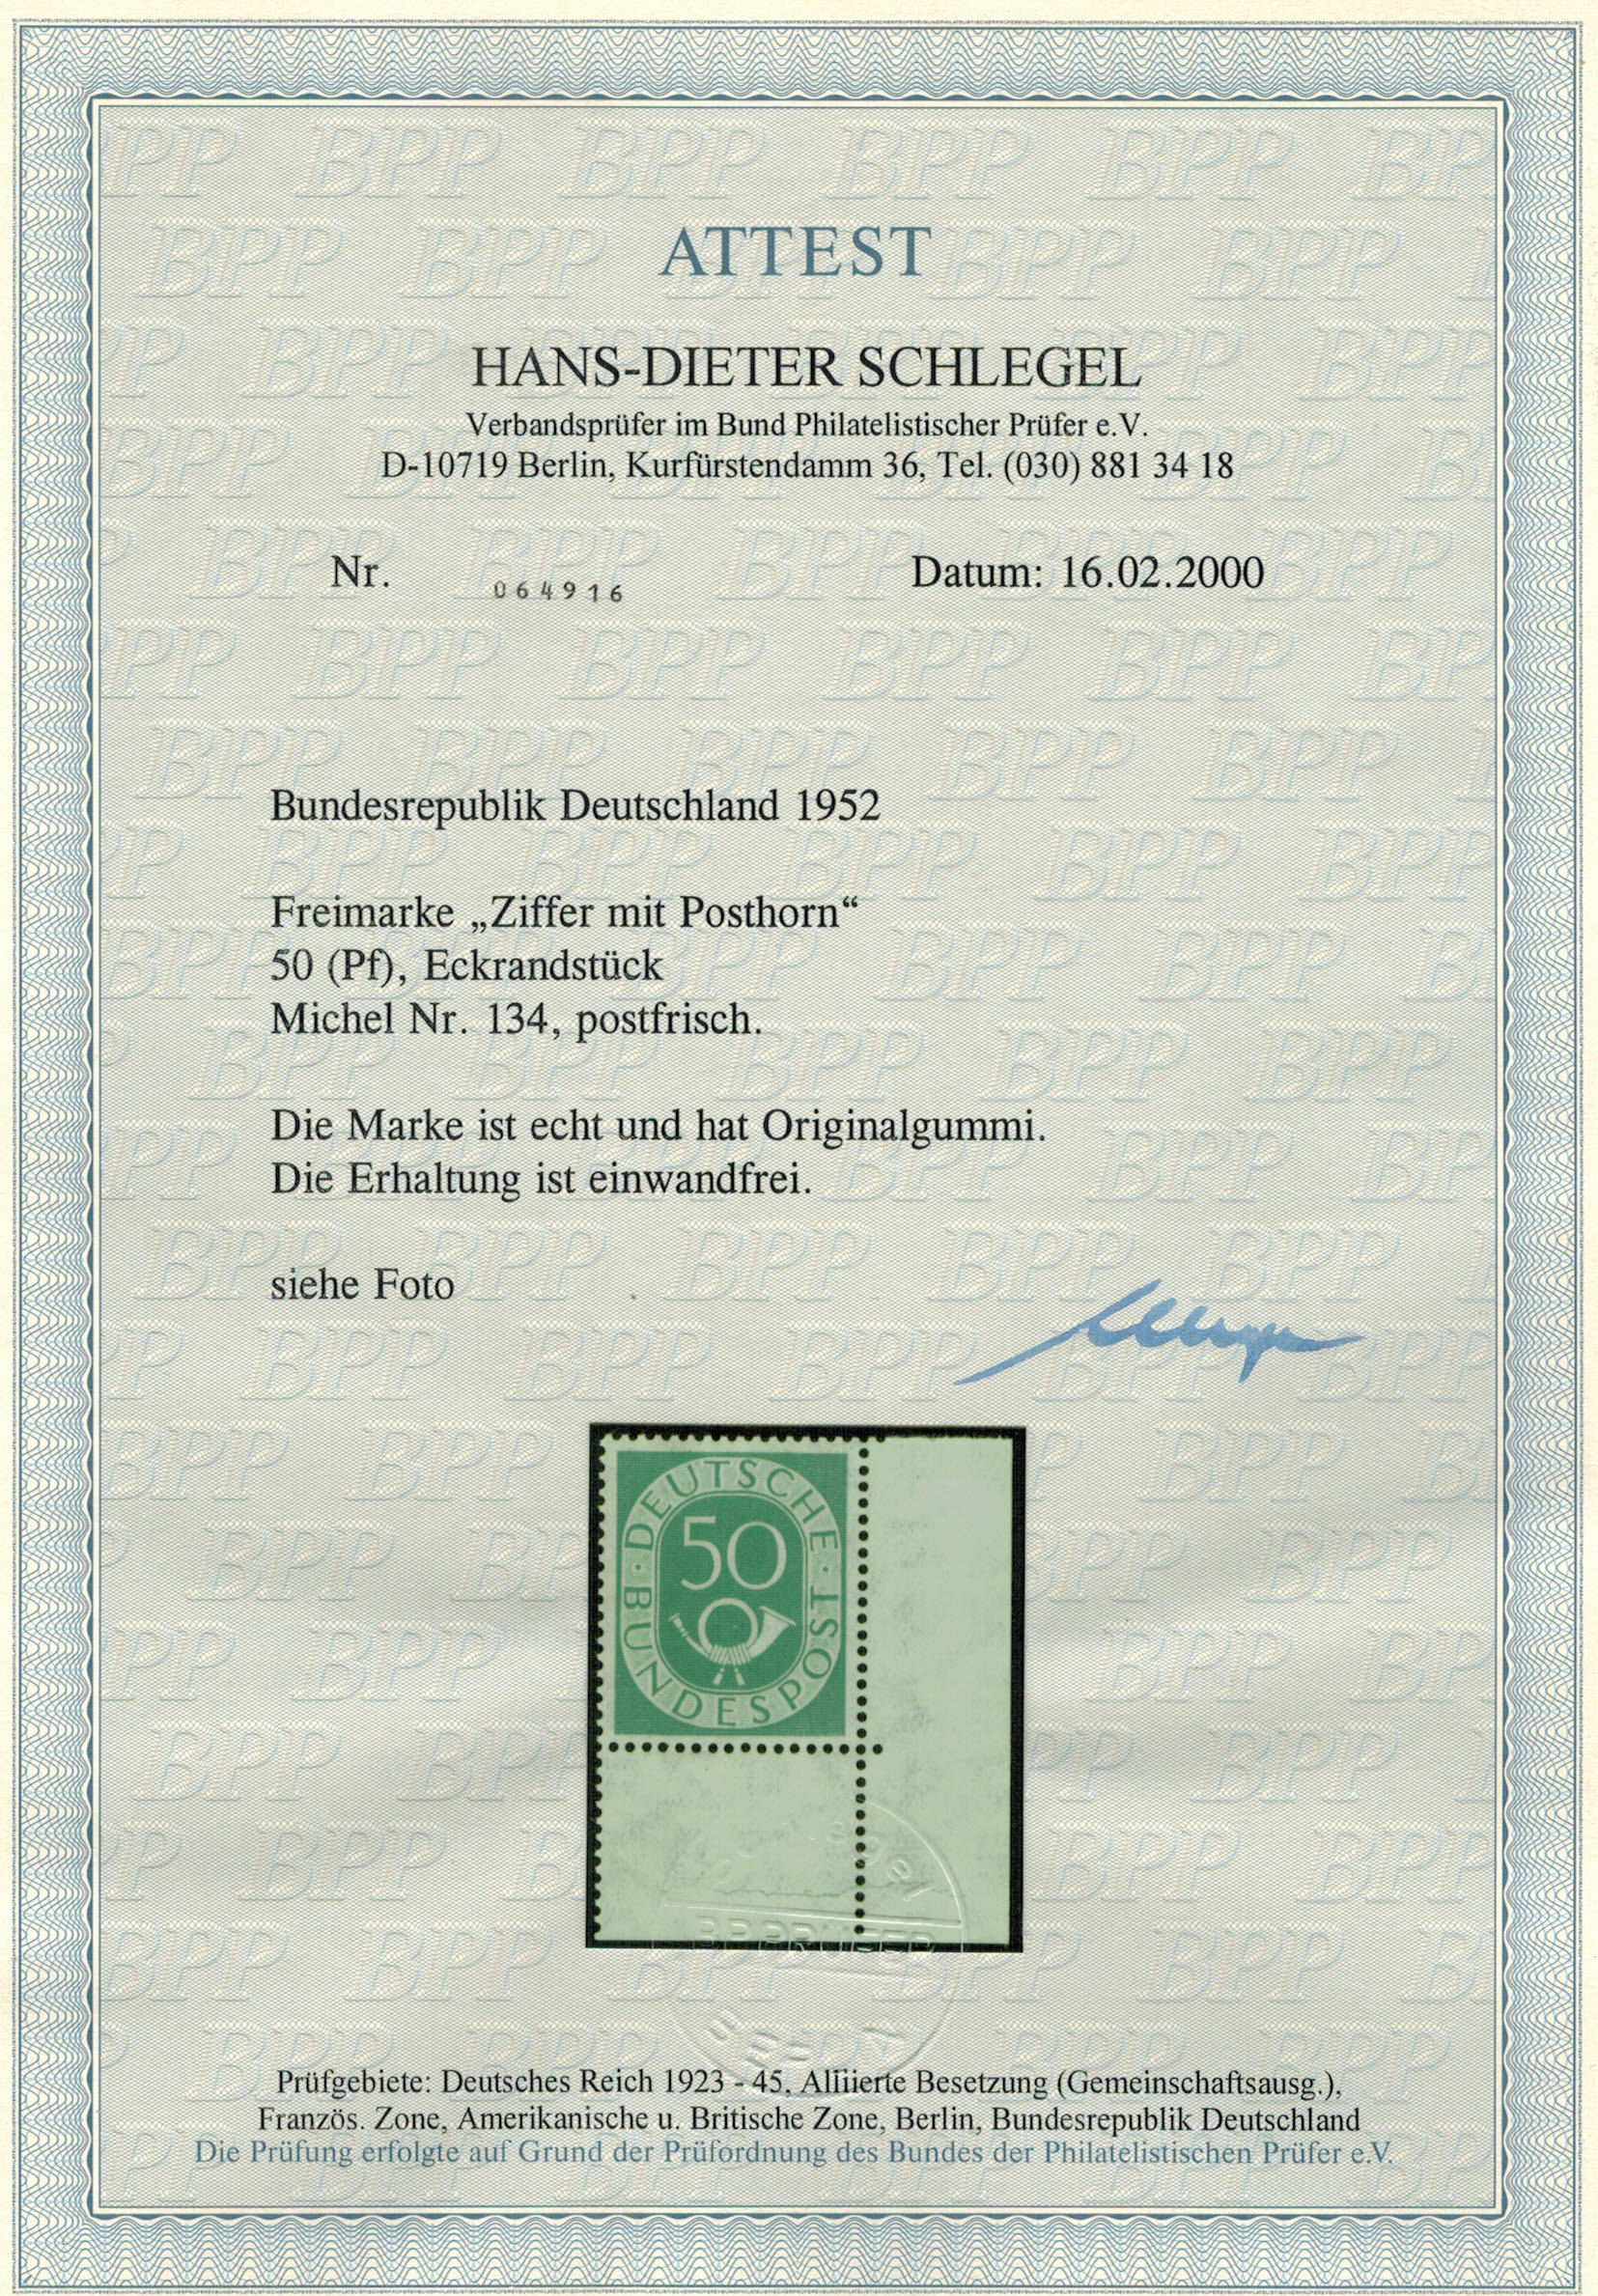 ATTEST
HANS-DIETER SCHLEGEL
Verbandsprüfer im Bund Philatelistischer Prüfer e.V.
D-10719 Berlin, Kurfürstendamm 36, Tel. (030) 881 34 18
Nr. 064916 Datum: 16.02.2000
Bundesrepublik Deutschland 1952
Freimarke „Ziffer mit Posthorn“
50 (Pf), Eckrandstück
Michel Nr. 134, postfrisch.
Die Marke ist echt und hat Originalgummi.
Die Erhaltung ist einwandfrei.
siehe Foto
DEUTSCHE
50
BUNDESPOST
BPPRÜFER
Prüfgebiete: Deutsches Reich 1923 - 45, Alliierte Besetzung (Gemeinschaftsausg.),
Französ. Zone, Amerikanische u. Britische Zone, Berlin, Bundesrepublik Deutschland
Die Prüfung erfolgte auf Grund der Prüfordnung des Bundes der Philatelistischen Prüfer e.V.